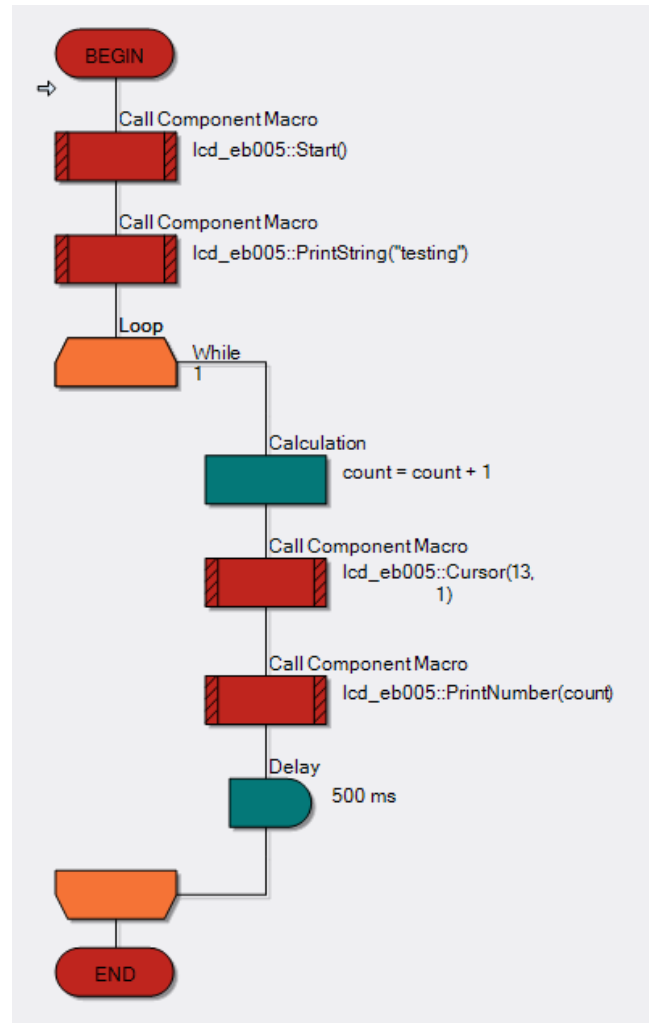 BEGIN
Call Component Macro
lcd_eb005::Start()
Call Component Macro
lcd_eb005::PrintString("testing")
Loop
While
1
Calculation
count = count + 1
Call Component Macro
lcd_eb005::Cursor(13,
1)
Call Component Macro
lcd_eb005::PrintNumber(count)
Delay
500 ms
END